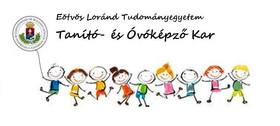 Eötvös Loránd Tudományegyetem
Tanító- és Óvóképző Kar